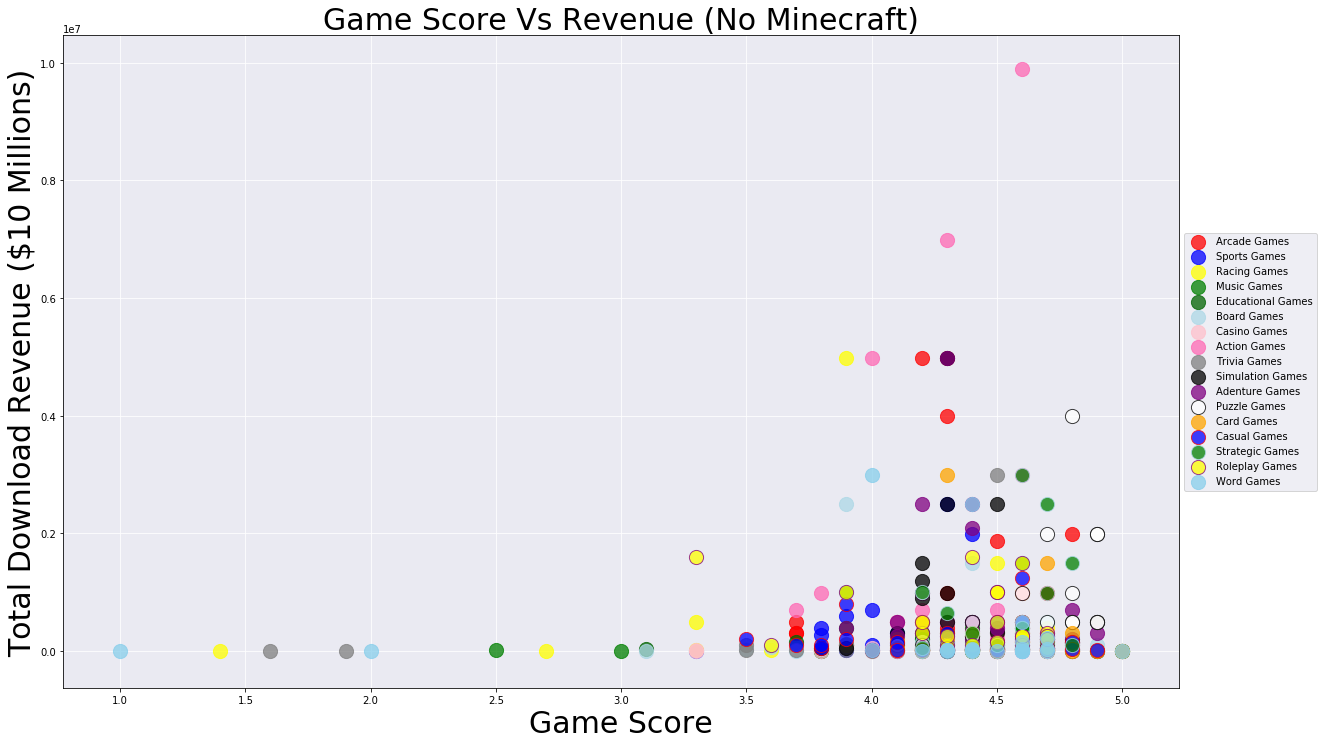 Game Score Vs Revenue (No Minecraft)
1e7
Total Download Revenue ($10 Millions)
1.0
0.8
0.6
0.4
0.2
0.0
1.0 1.5 2.0 2.5 3.0 3.5 4.0 4.5 5.0
Game Score
Arcade Games
Sports Games
Racing Games
Music Games
Educational Games
Board Games
Casino Games
Action Games
Trivia Games
Simulation Games
Adenture Games
Puzzle Games
Card Games
Casual Games
Strategic Games
Roleplay Games
Word Games